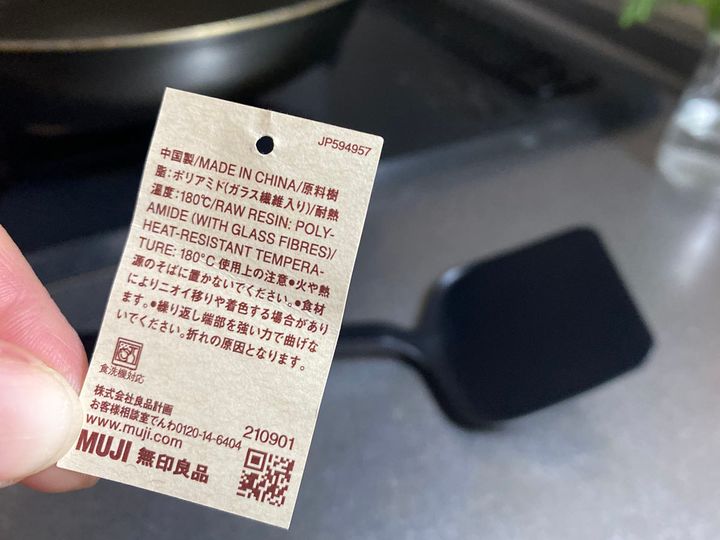 JP594957
中国製/MADE IN CHINA/原料樹
脂:ポリアミド(ガラス繊維入り)/耐熱
温度:180℃/RAW RESIN: POLY-
AMIDE (WITH GLASS FIBRES)/
HEAT-RESISTANT TEMPERA-
TURE: 180°C 使用上の注意●火や熱
源のそばに置かないでください。●食材
によりニオイ移りや着色する場合があり
ます。●繰り返し端部を強い力で曲げな
いでください。折れの原因となります。
食洗機対応
株式会社良品計画
お客様相談室でんわ0120-14-6404
www.muji.com
210901
MUJI 無印良品